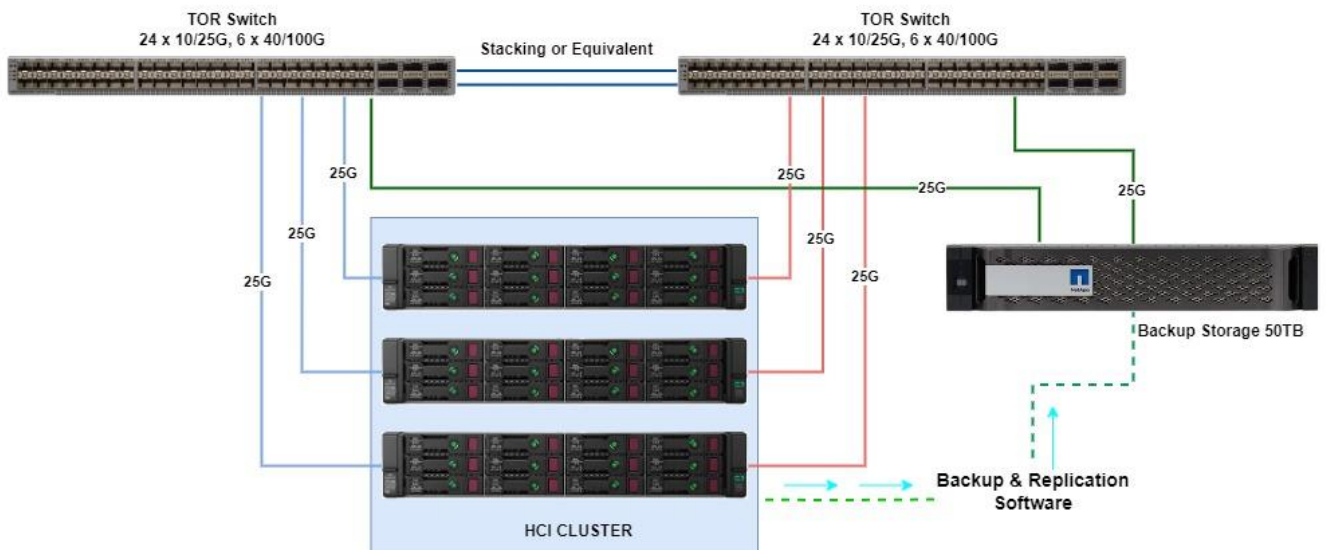 TOR Switch
24 x 10/25G, 6 x 40/100G
Stacking or Equivalent
TOR Switch
24 x 10/25G, 6 x 40/100G
25G
25G
25G
25G
25G
25G
25G
25G
NetApp
Backup Storage 50TB
Backup & Replication
Software
HCI CLUSTER